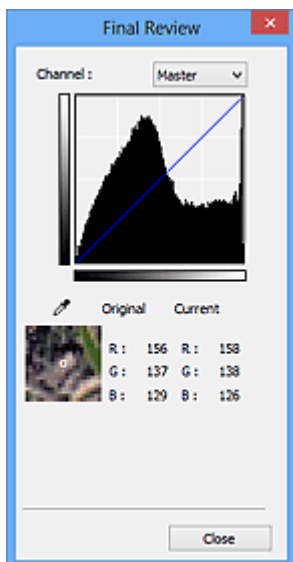 Final Review
Channel : Master
Original Current
R : 156 R : 158
G : 137 G : 138
B : 129 B : 126
Close